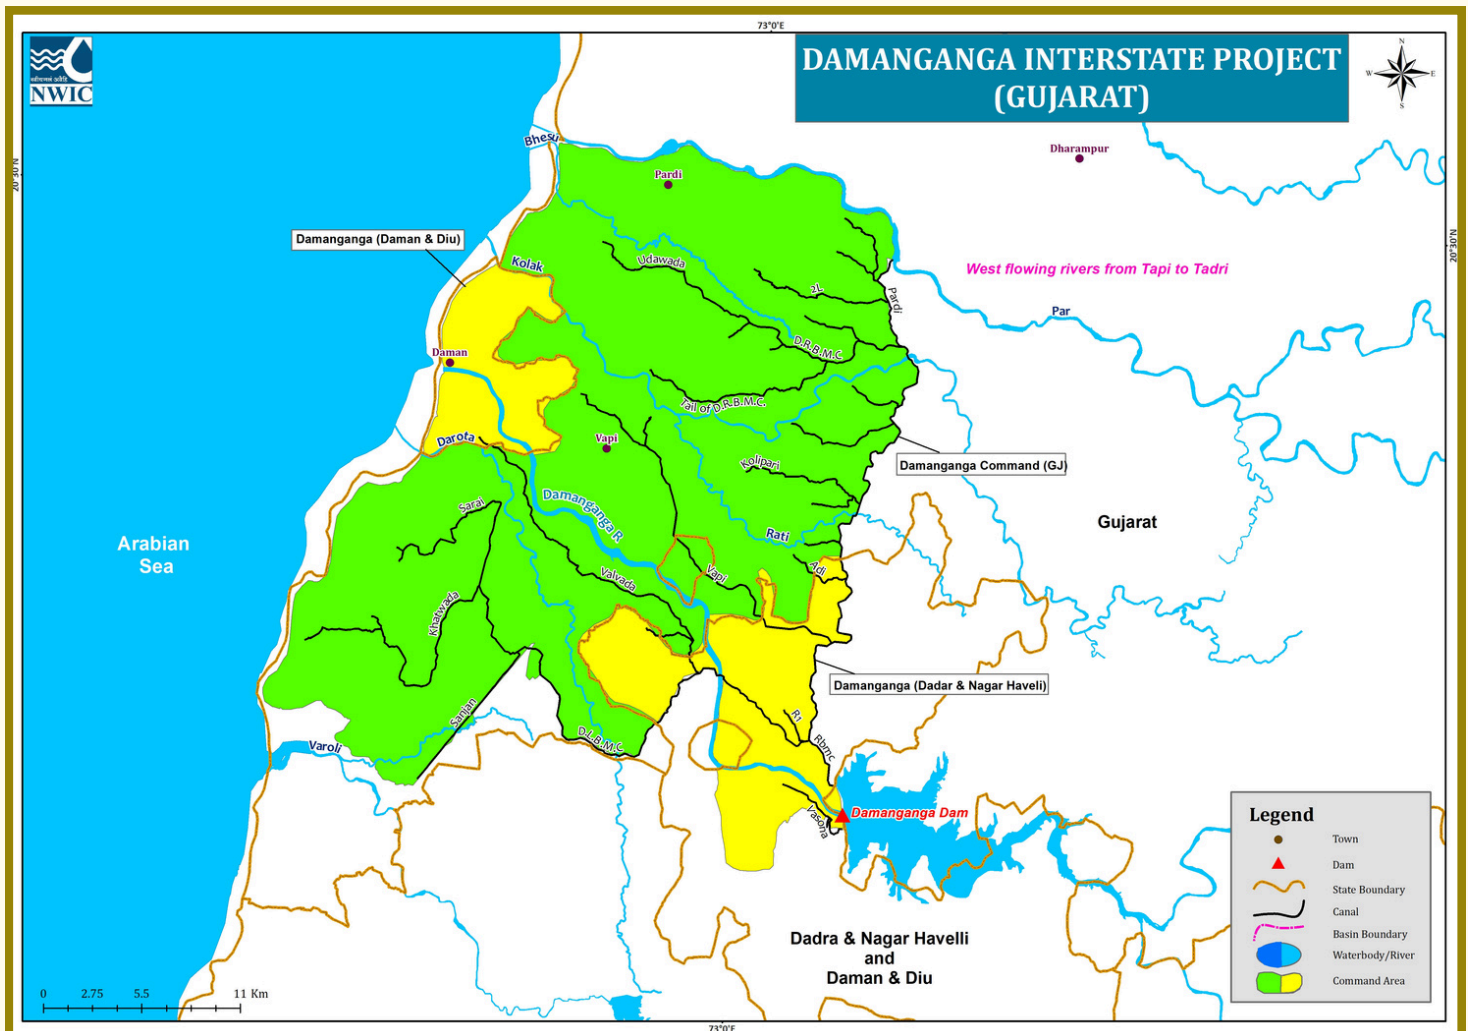 73°0'E
DAMANGANGA INTERSTATE PROJECT
(GUJARAT)
NWIC
N
W
E
S
20°30'N
20°30'N
Bhesu
Dharampur
Pardi
Damanganga (Daman & Diu)
Kolak
Udawada
2L
Pardi
West flowing rivers from Tapi to Tadri
Par
Daman
D.R.B.M.C
Tail of D.R.B.M.C.
Darota
Vapi
Kolipari
Damanganga Command (GJ)
Damanganga R
Sarai
Rati
Gujarat
Arabian
Sea
Valvada
Vapi
Adi
Khatwada
Damanganga (Dadar & Nagar Haveli)
Sanjan
R1
Rbmc
D.L.B.M.C
Varoli
Vasona
Damanganga Dam
Legend
Town
Dam
State Boundary
Canal
Basin Boundary
Waterbody/River
Command Area
Dadra & Nagar Havelli
and
Daman & Diu
0 2.75 5.5 11 Km
73°0'E